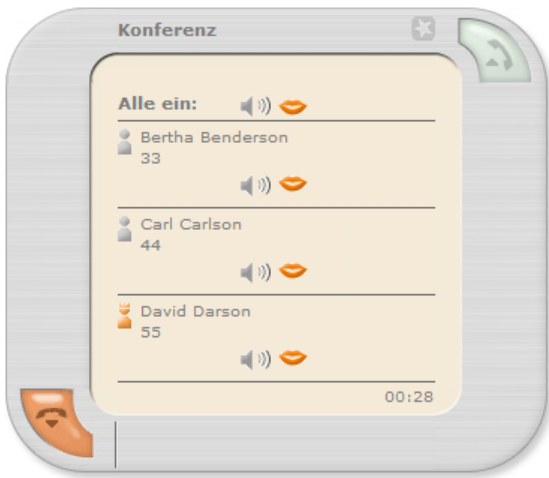 Konferenz
Alle ein:
Bertha Benderson
33
Carl Carlson
44
David Darson
55
00:28